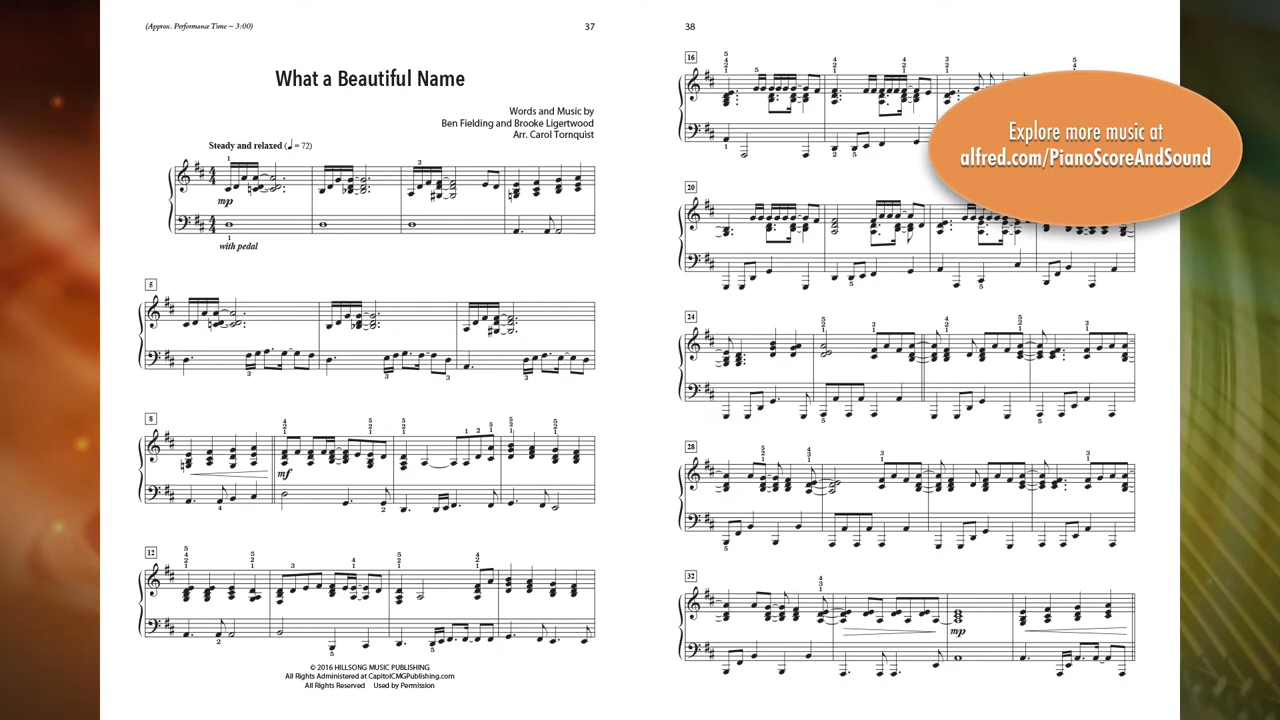 (Approx. Performance Time – 3:00)
37
What a Beautiful Name
Words and Music by
Ben Fielding and Brooke Ligertwood
Arr. Carol Tornquist
Steady and relaxed (♩ = 72)
mp
with pedal
5
8
mf
12
© 2016 HILLSONG MUSIC PUBLISHING
All Rights Administered at CapitolCMGPublishing.com
All Rights Reserved Used by Permission
38
16
Explore more music at
alfred.com/PianoScoreAndSound
20
24
28
32
mp